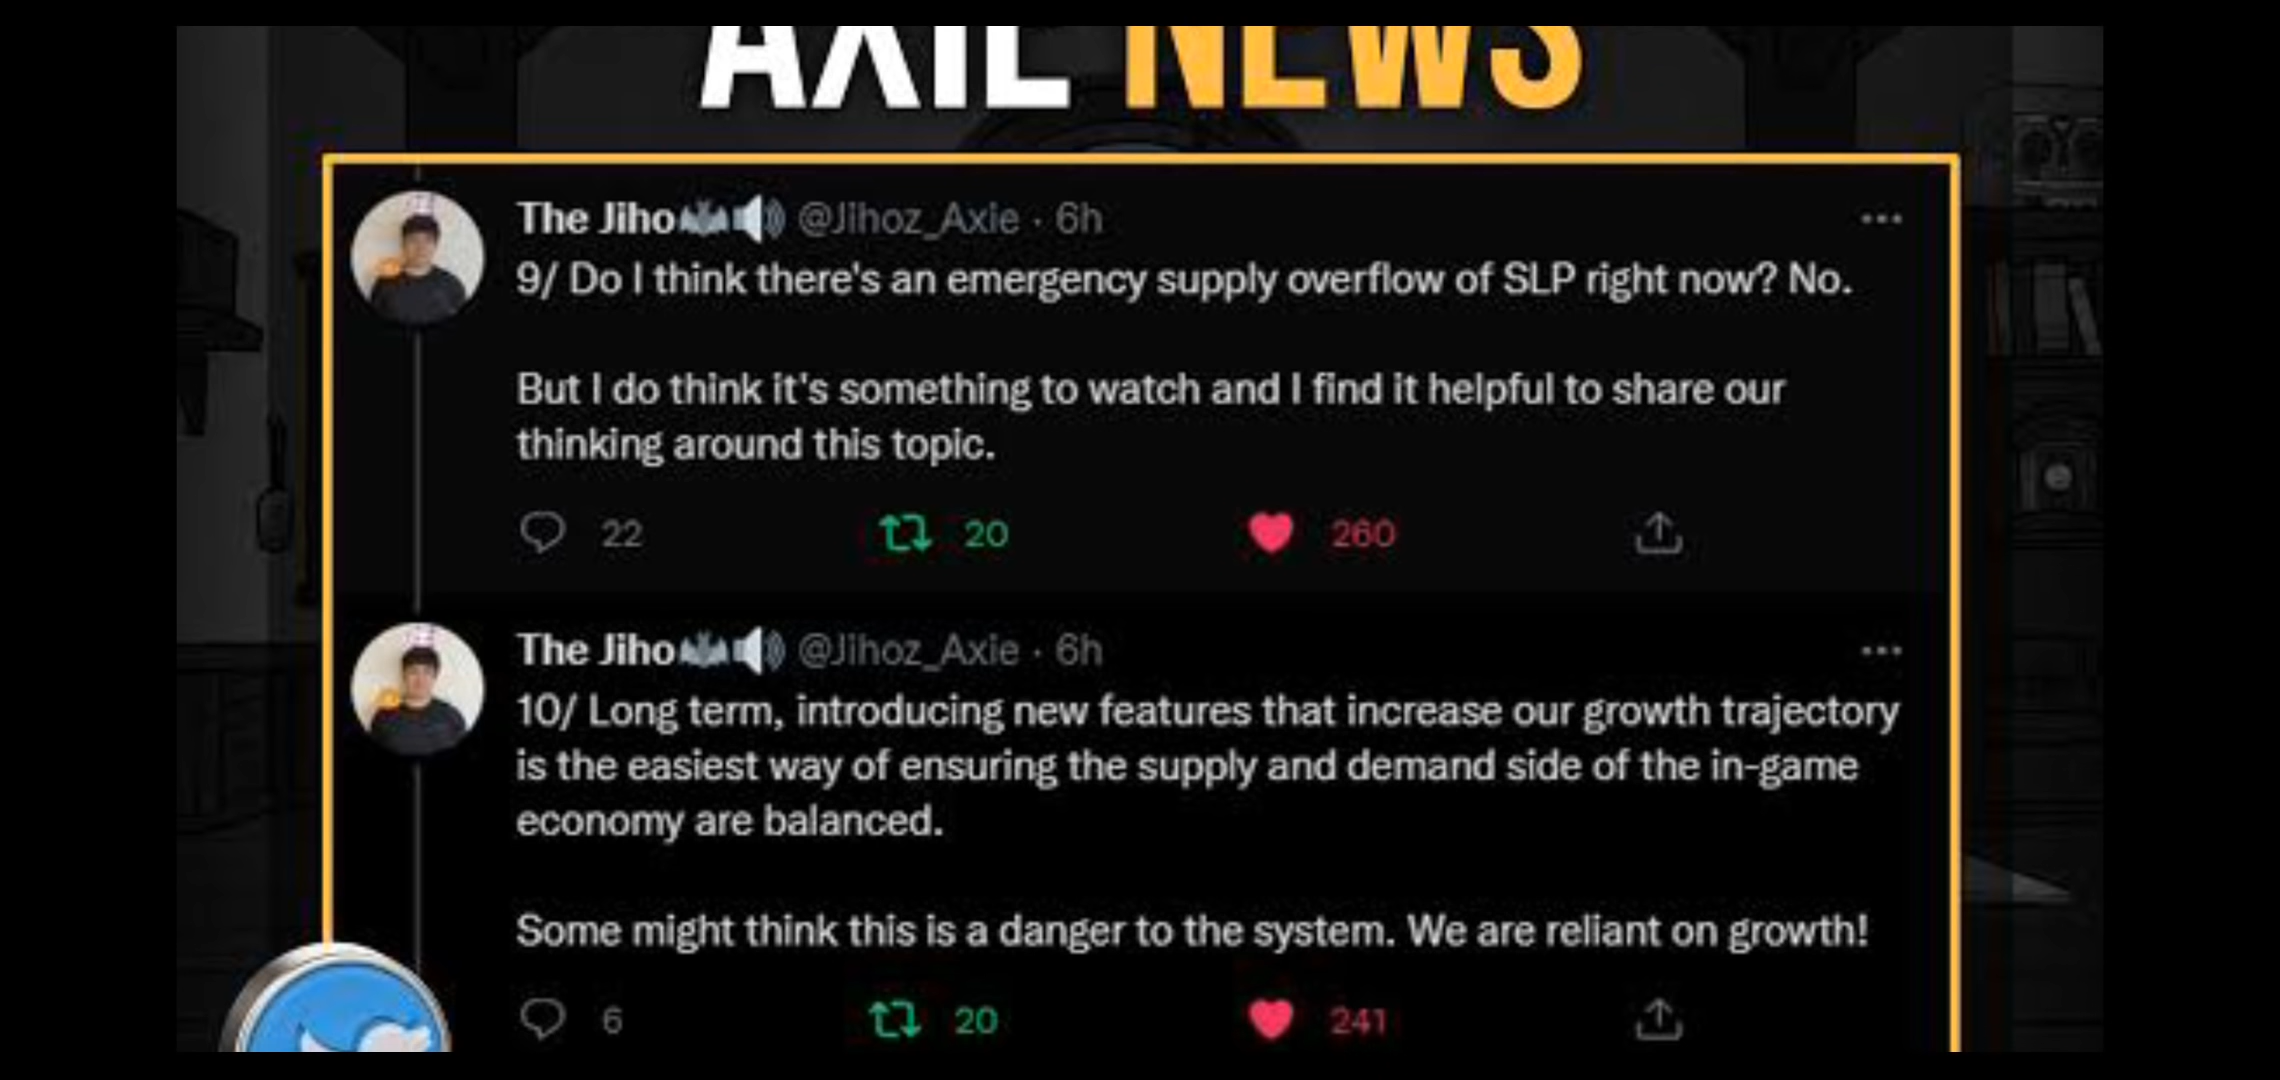 AXIE NEWS
The Jiho🦇🔊 @Jihoz_Axie · 6h
9/ Do I think there's an emergency supply overflow of SLP right now? No.
But I do think it's something to watch and I find it helpful to share our
thinking around this topic.
22 20 260
The Jiho🦇🔊 @Jihoz_Axie · 6h
10/ Long term, introducing new features that increase our growth trajectory
is the easiest way of ensuring the supply and demand side of the in-game
economy are balanced.
Some might think this is a danger to the system. We are reliant on growth!
6 20 241